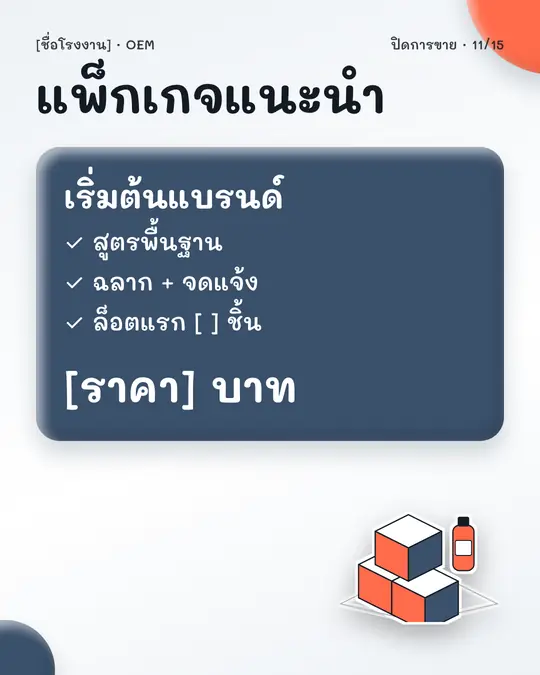 [ชื่อโรงงาน] · OEM
ปิดการขาย · 11/15
แพ็กเกจแนะนำ
เริ่มต้นแบรนด์
✓ สูตรพื้นฐาน
✓ ฉลาก + จดแจ้ง
✓ ล็อตแรก [ ] ชิ้น
[ราคา] บาท